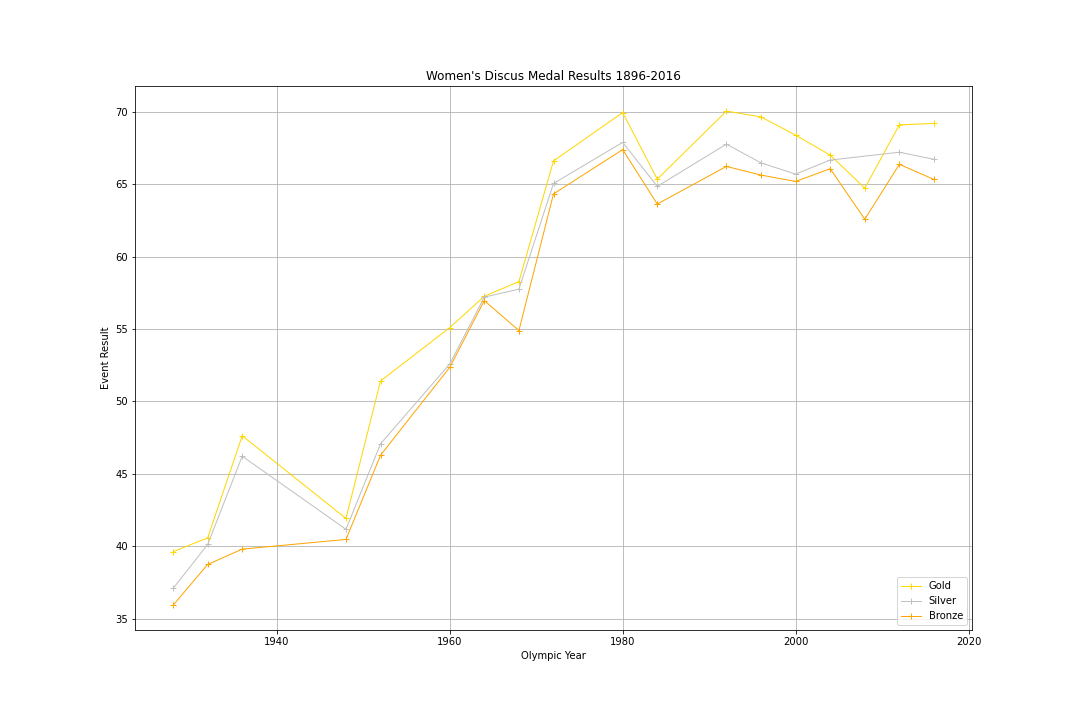 Women's Discus Medal Results 1896-2016
Event Result
70
65
60
55
50
45
40
35
1940
1960
1980
2000
2020
Olympic Year
Gold
Silver
Bronze